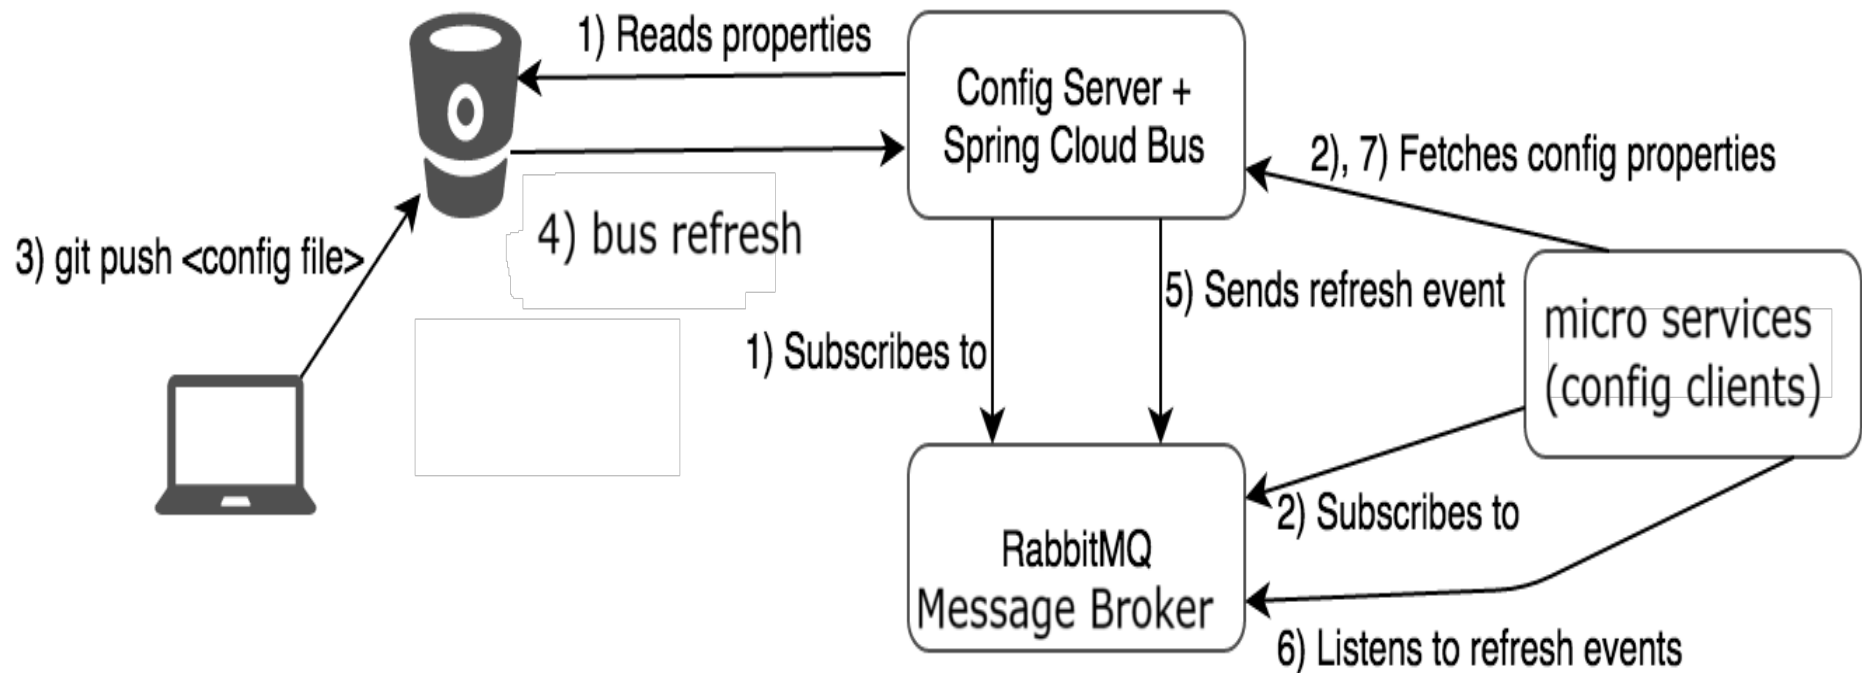 1) Reads properties
Config Server +
Spring Cloud Bus
2), 7) Fetches config properties
3) git push <config file>
4) bus refresh
5) Sends refresh event
1) Subscribes to
micro services
(config clients)
2) Subscribes to
RabbitMQ
Message Broker
6) Listens to refresh events